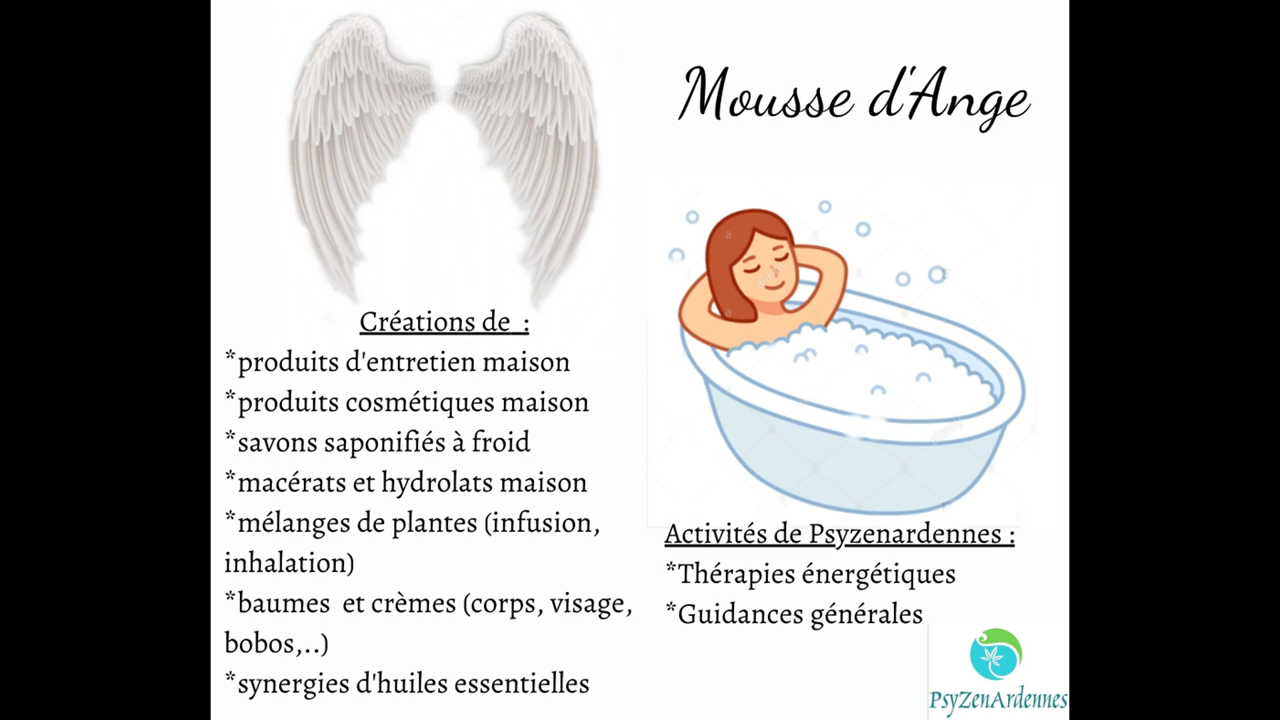 Mousse d'Ange
Créations de  :
*produits d'entretien maison
*produits cosmétiques maison
*savons saponifiés à froid
*macérats et hydrolats maison
*mélanges de plantes (infusion,
inhalation)
*baumes  et crèmes (corps, visage,
bobos,..)
*synergies d'huiles essentielles
Activités de Psyzenardennes :
*Thérapies énergétiques
*Guidances générales
PsyZenArdennes